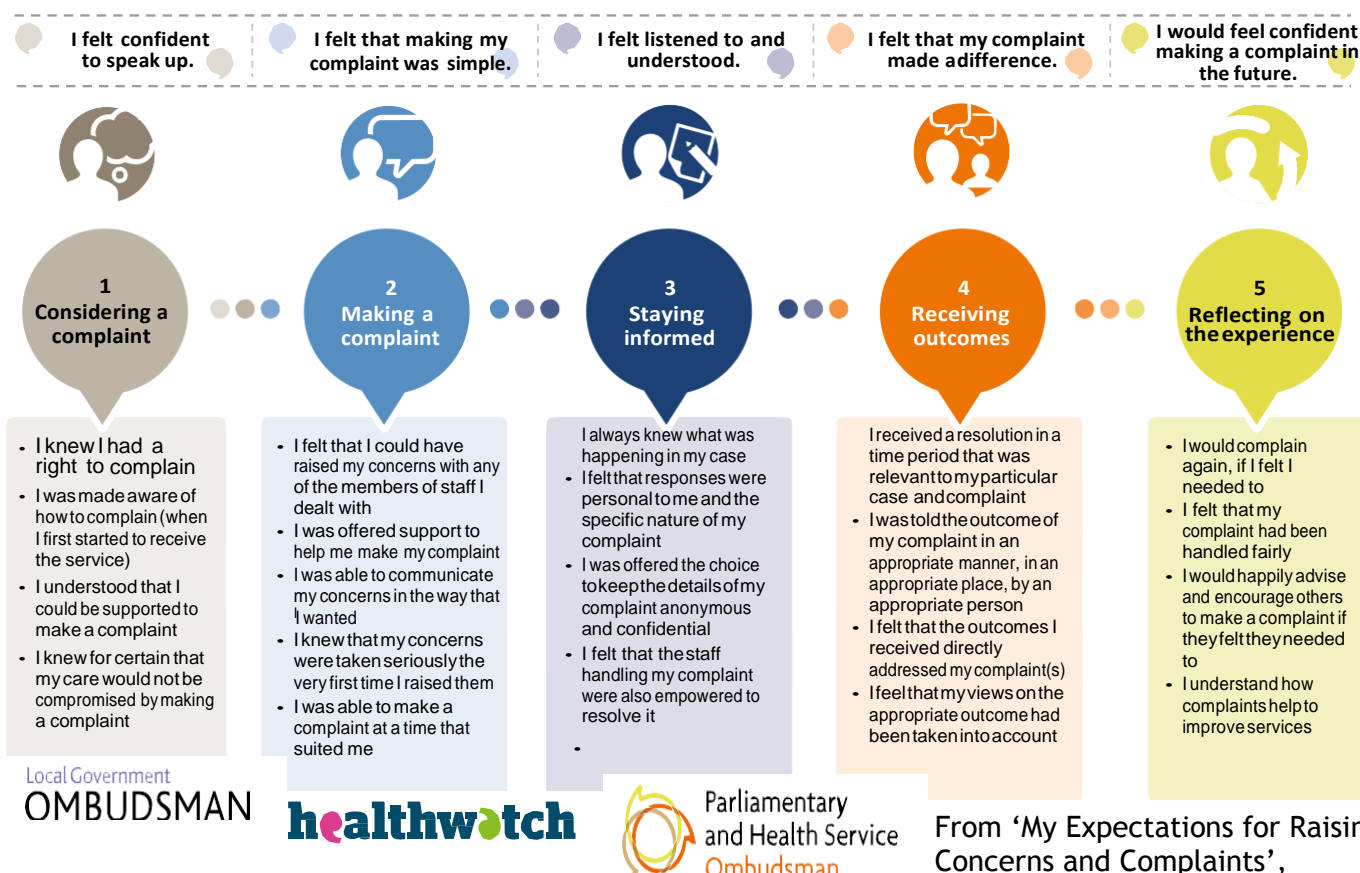 I felt confident
to speak up.
I felt that making my
complaint was simple.
I felt listened to and
understood.
I felt that my complaint
made a difference.
I would feel confident
making a complaint in
the future.
1
Considering a
complaint
2
Making a
complaint
3
Staying
informed
4
Receiving
outcomes
5
Reflecting on
the experience
• I knew I had a
right to complain
• I was made aware of
how to complain (when
I first started to receive
the service)
• I understood that I
could be supported to
make a complaint
• I knew for certain that
my care would not be
compromised by making
a complaint
• I felt that I could have
raised my concerns with any
of the members of staff I
dealt with
• I was offered support to
help me make my complaint
• I was able to communicate
my concerns in the way that
I wanted
• I knew that my concerns
were taken seriously the
very first time I raised them
• I was able to make a
complaint at a time that
suited me
I always knew what was
happening in my case
• I felt that responses were
personal to me and the
specific nature of my
complaint
• I was offered the choice
to keep the details of my
complaint anonymous
and confidential
• I felt that the staff
handling my complaint
were also empowered to
resolve it
•
I received a resolution in a
time period that was
relevant to my particular
case and complaint
• I was told the outcome of
my complaint in an
appropriate manner, in an
appropriate place, by an
appropriate person
• I felt that the outcomes I
received directly
addressed my complaint(s)
• I feel that my views on the
appropriate outcome had
been taken into account
• I would complain
again, if I felt I
needed to
• I felt that my
complaint had been
handled fairly
• I would happily advise
and encourage others
to make a complaint if
they felt they needed
to
• I understand how
complaints help to
improve services
Local Government
OMBUDSMAN
healthwatch
Parliamentary
and Health Service
Ombudsman
From ‘My Expectations for Raisin
Concerns and Complaints’,